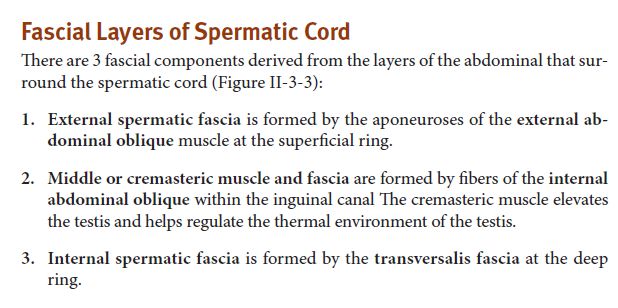 Fascial Layers of Spermatic Cord
There are 3 fascial components derived from the layers of the abdominal that sur-
round the spermatic cord (Figure II-3-3):
1. External spermatic fascia is formed by the aponeuroses of the external ab-
dominal oblique muscle at the superficial ring.
2. Middle or cremasteric muscle and fascia are formed by fibers of the internal
abdominal oblique within the inguinal canal The cremasteric muscle elevates
the testis and helps regulate the thermal environment of the testis.
3. Internal spermatic fascia is formed by the transversalis fascia at the deep
ring.